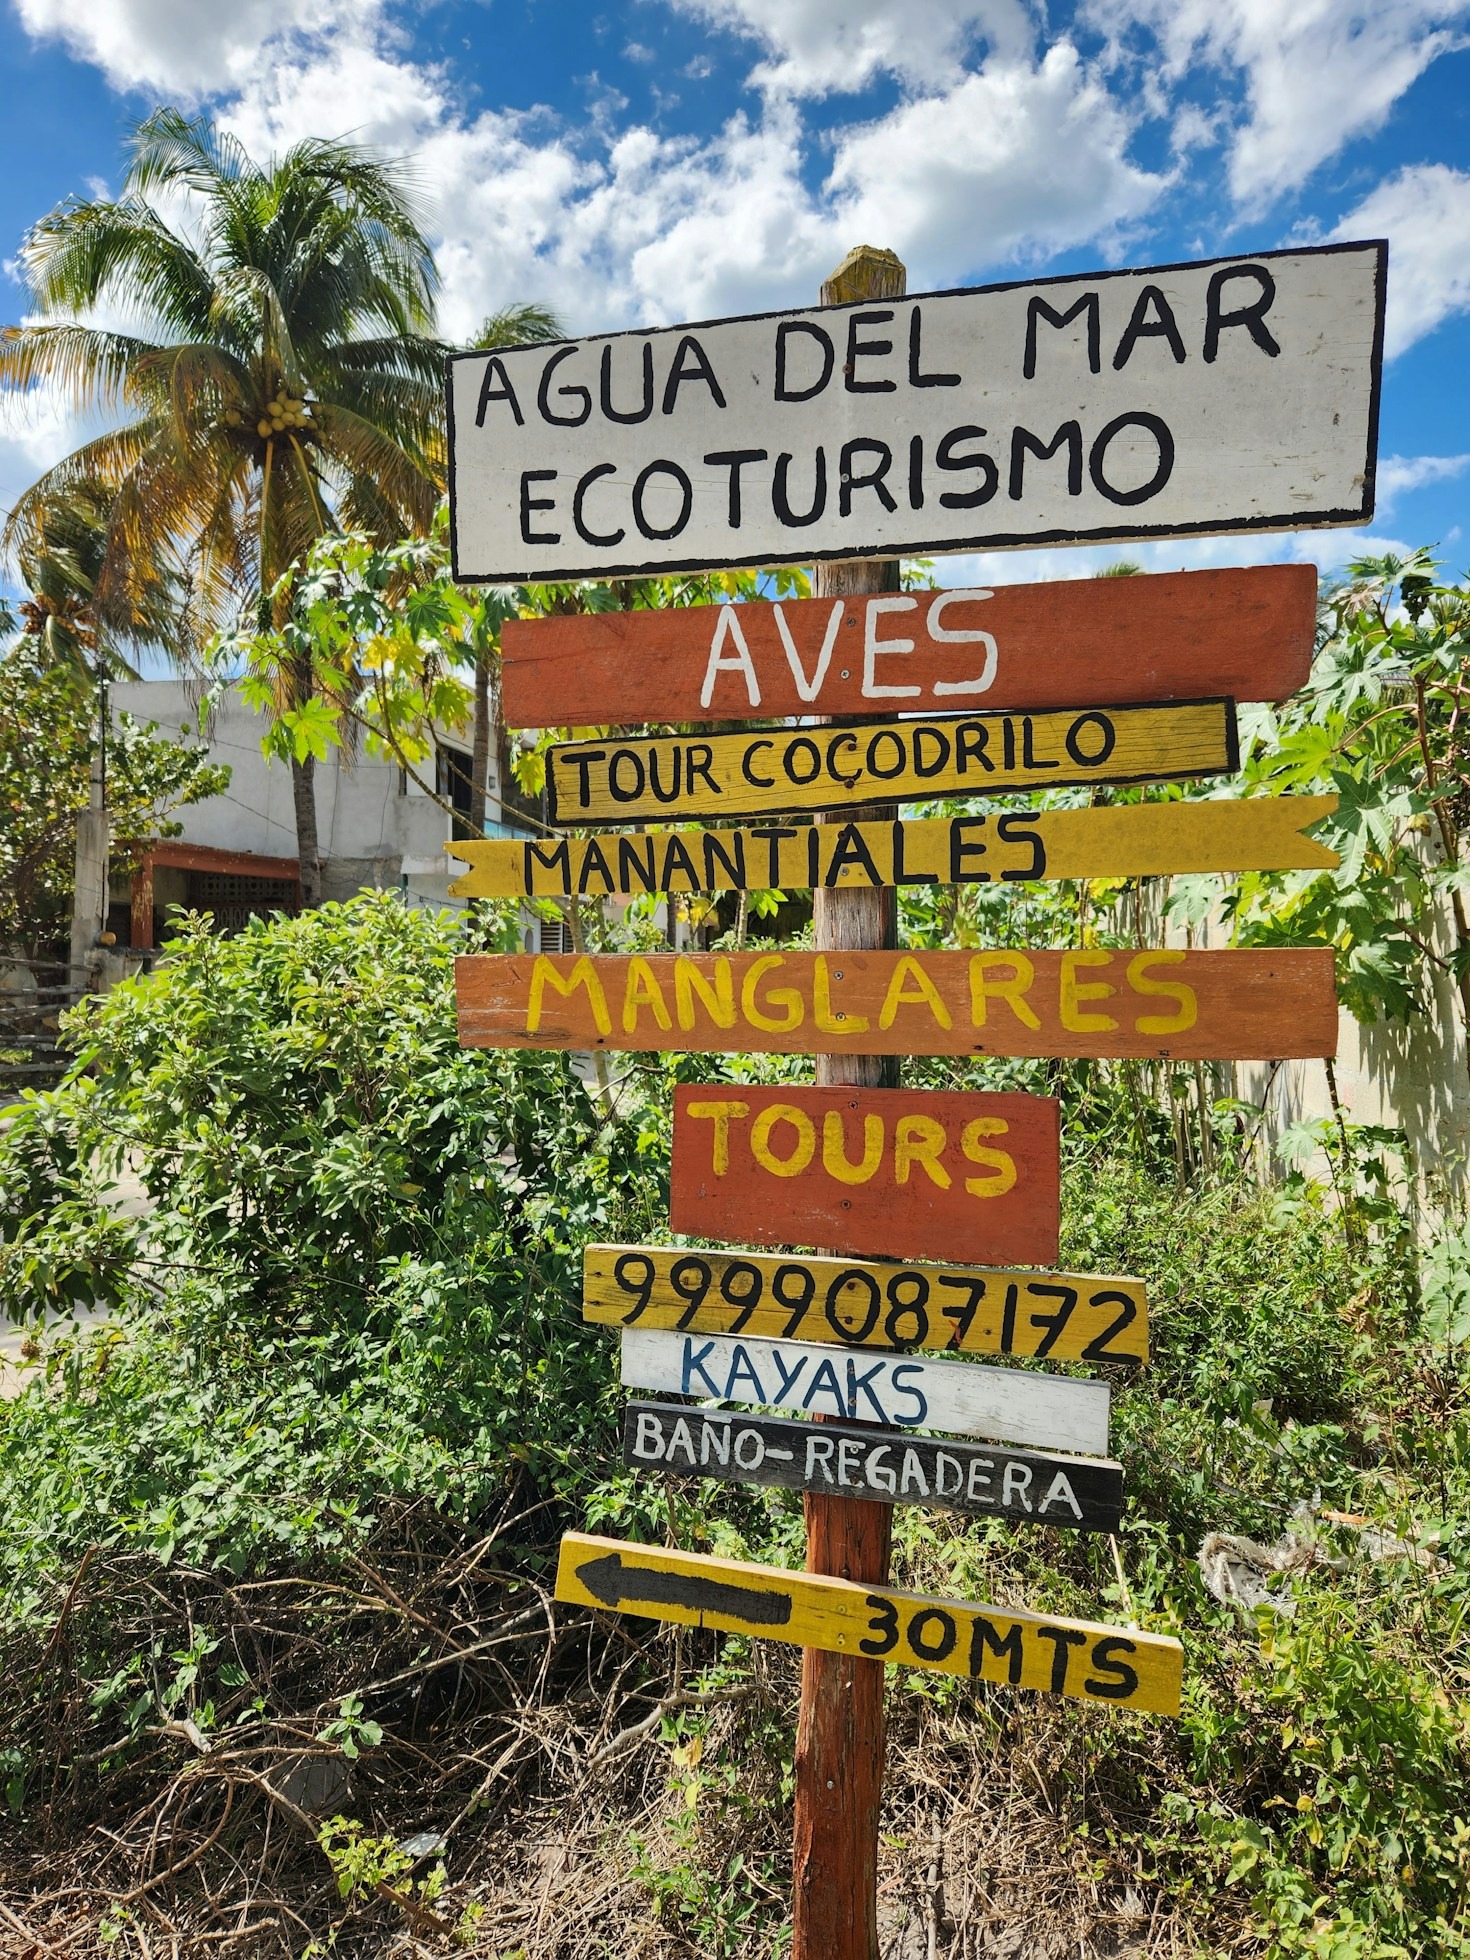 AGUA DEL MAR
ECOTURISMO
AVES
TOUR COCODRILO
MANANTIALES
MANGLARES
TOURS
9999087172
KAYAKS
BAÑO-REGADERA
30MTS